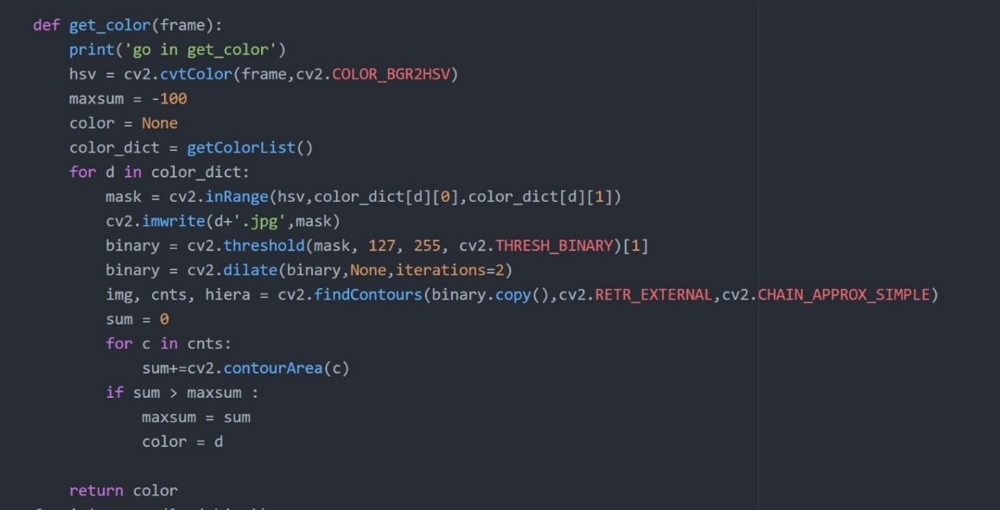 def get_color(frame):
    print('go in get_color')
    hsv = cv2.cvtColor(frame,cv2.COLOR_BGR2HSV)
    maxsum = -100
    color = None
    color_dict = getColorList()
    for d in color_dict:
        mask = cv2.inRange(hsv,color_dict[d][0],color_dict[d][1])
        cv2.imwrite(d+'.jpg',mask)
        binary = cv2.threshold(mask, 127, 255, cv2.THRESH_BINARY)[1]
        binary = cv2.dilate(binary,None,iterations=2)
        img, cnts, hiera = cv2.findContours(binary.copy(),cv2.RETR_EXTERNAL,cv2.CHAIN_APPROX_SIMPLE)
        sum = 0
        for c in cnts:
            sum+=cv2.contourArea(c)
        if sum > maxsum :
            maxsum = sum
            color = d
    return color